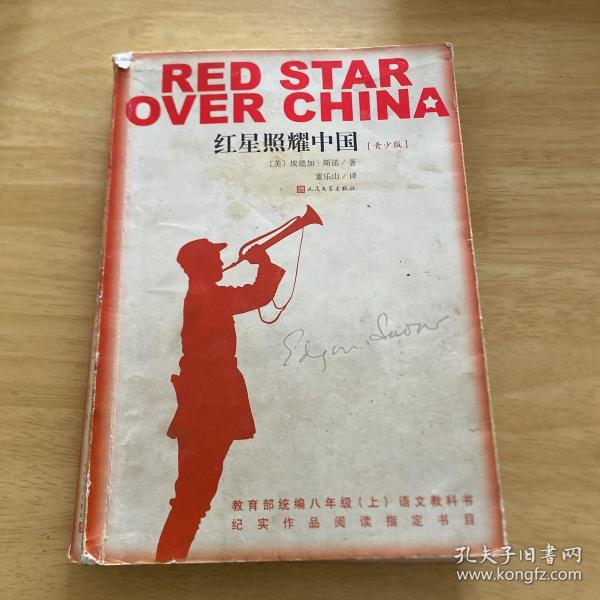 RED STAR
OVER CHINA
红星照耀中国 [青少版]
〔美〕埃德加·斯诺/著
董乐山/译
人民文学出版社
Edgar Snow
教育部统编八年级(上)语文教科书
纪实作品阅读指定书目
孔夫子旧书网
www.kongfz.com